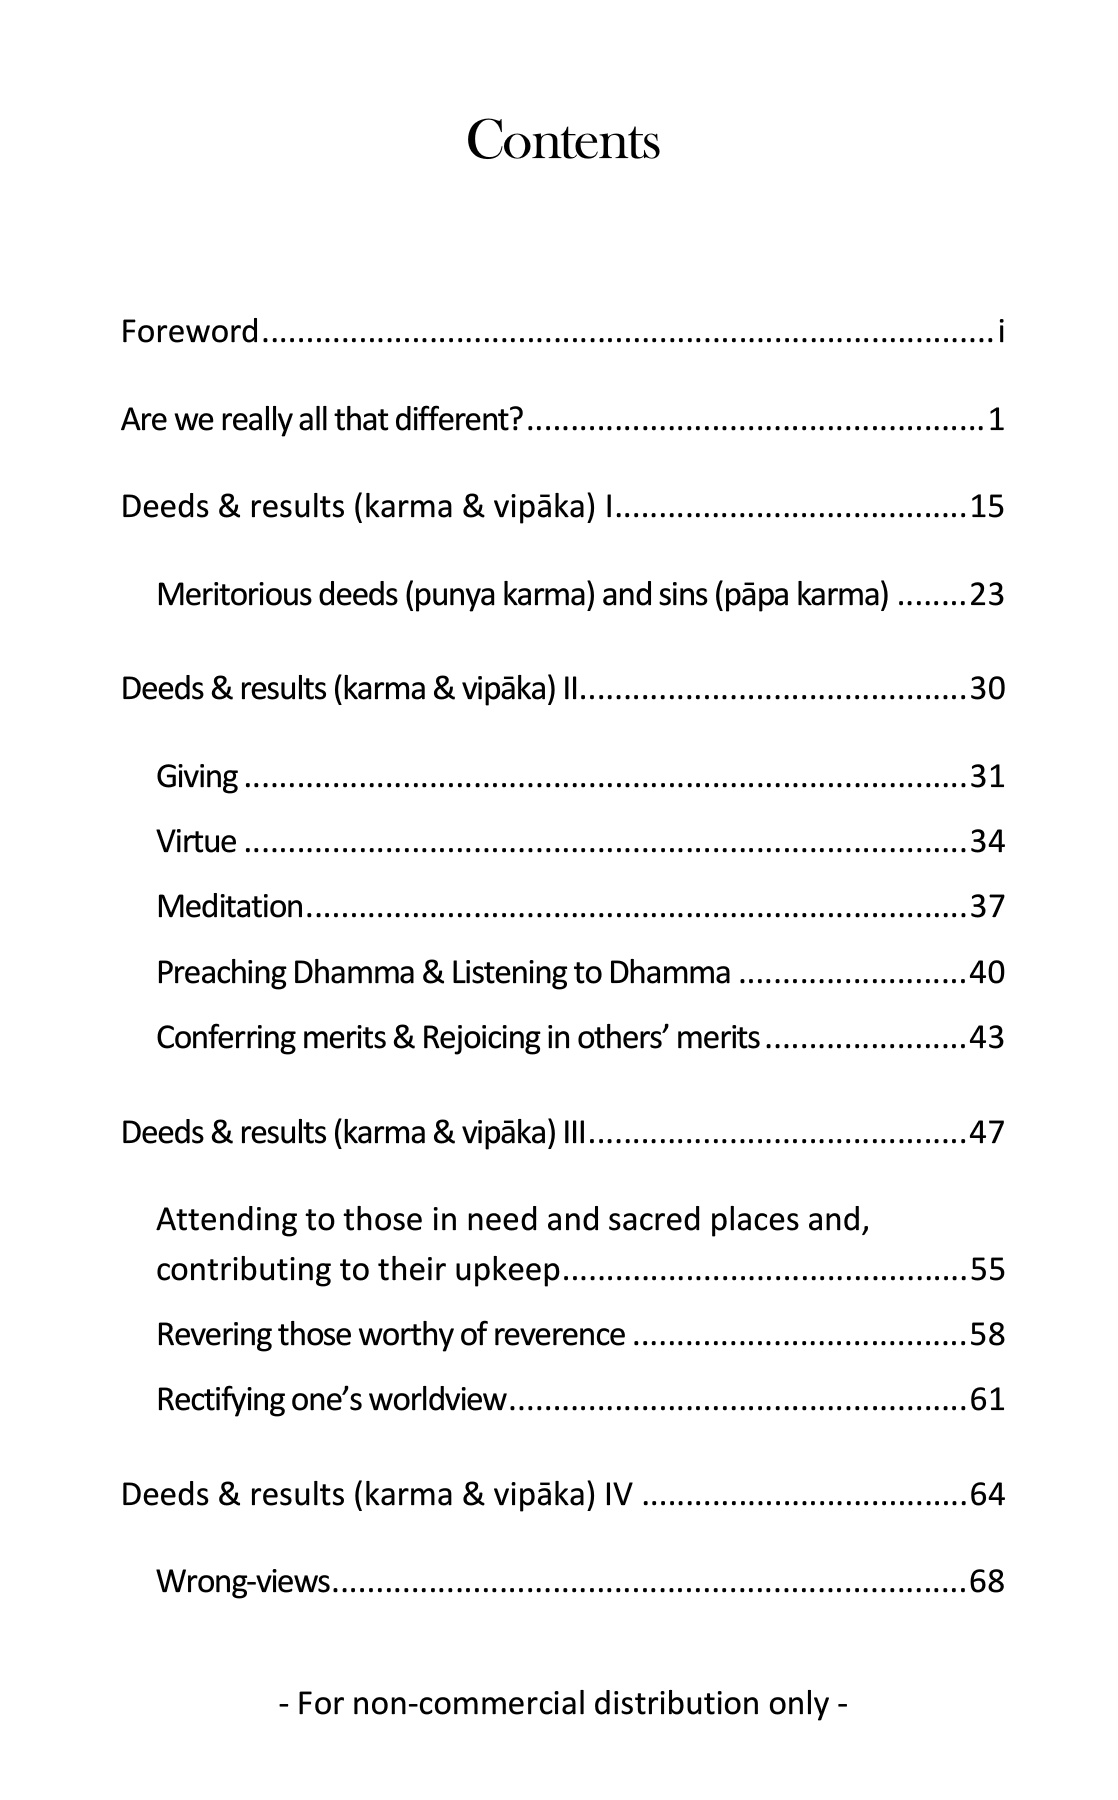 Contents
Foreword....................................................................................i
Are we really all that different?.....................................................1
Deeds & results (karma & vipāka) I........................................15
Meritorious deeds (punya karma) and sins (pāpa karma) ........23
Deeds & results (karma & vipāka) II............................................30
Giving ...................................................................................31
Virtue ...................................................................................34
Meditation............................................................................37
Preaching Dhamma & Listening to Dhamma ..........................40
Conferring merits & Rejoicing in others’ merits.......................43
Deeds & results (karma & vipāka) III...........................................47
Attending to those in need and sacred places and,
contributing to their upkeep...............................................55
Revering those worthy of reverence ......................................58
Rectifying one’s worldview.....................................................61
Deeds & results (karma & vipāka) IV .....................................64
Wrong-views.........................................................................68
- For non-commercial distribution only -